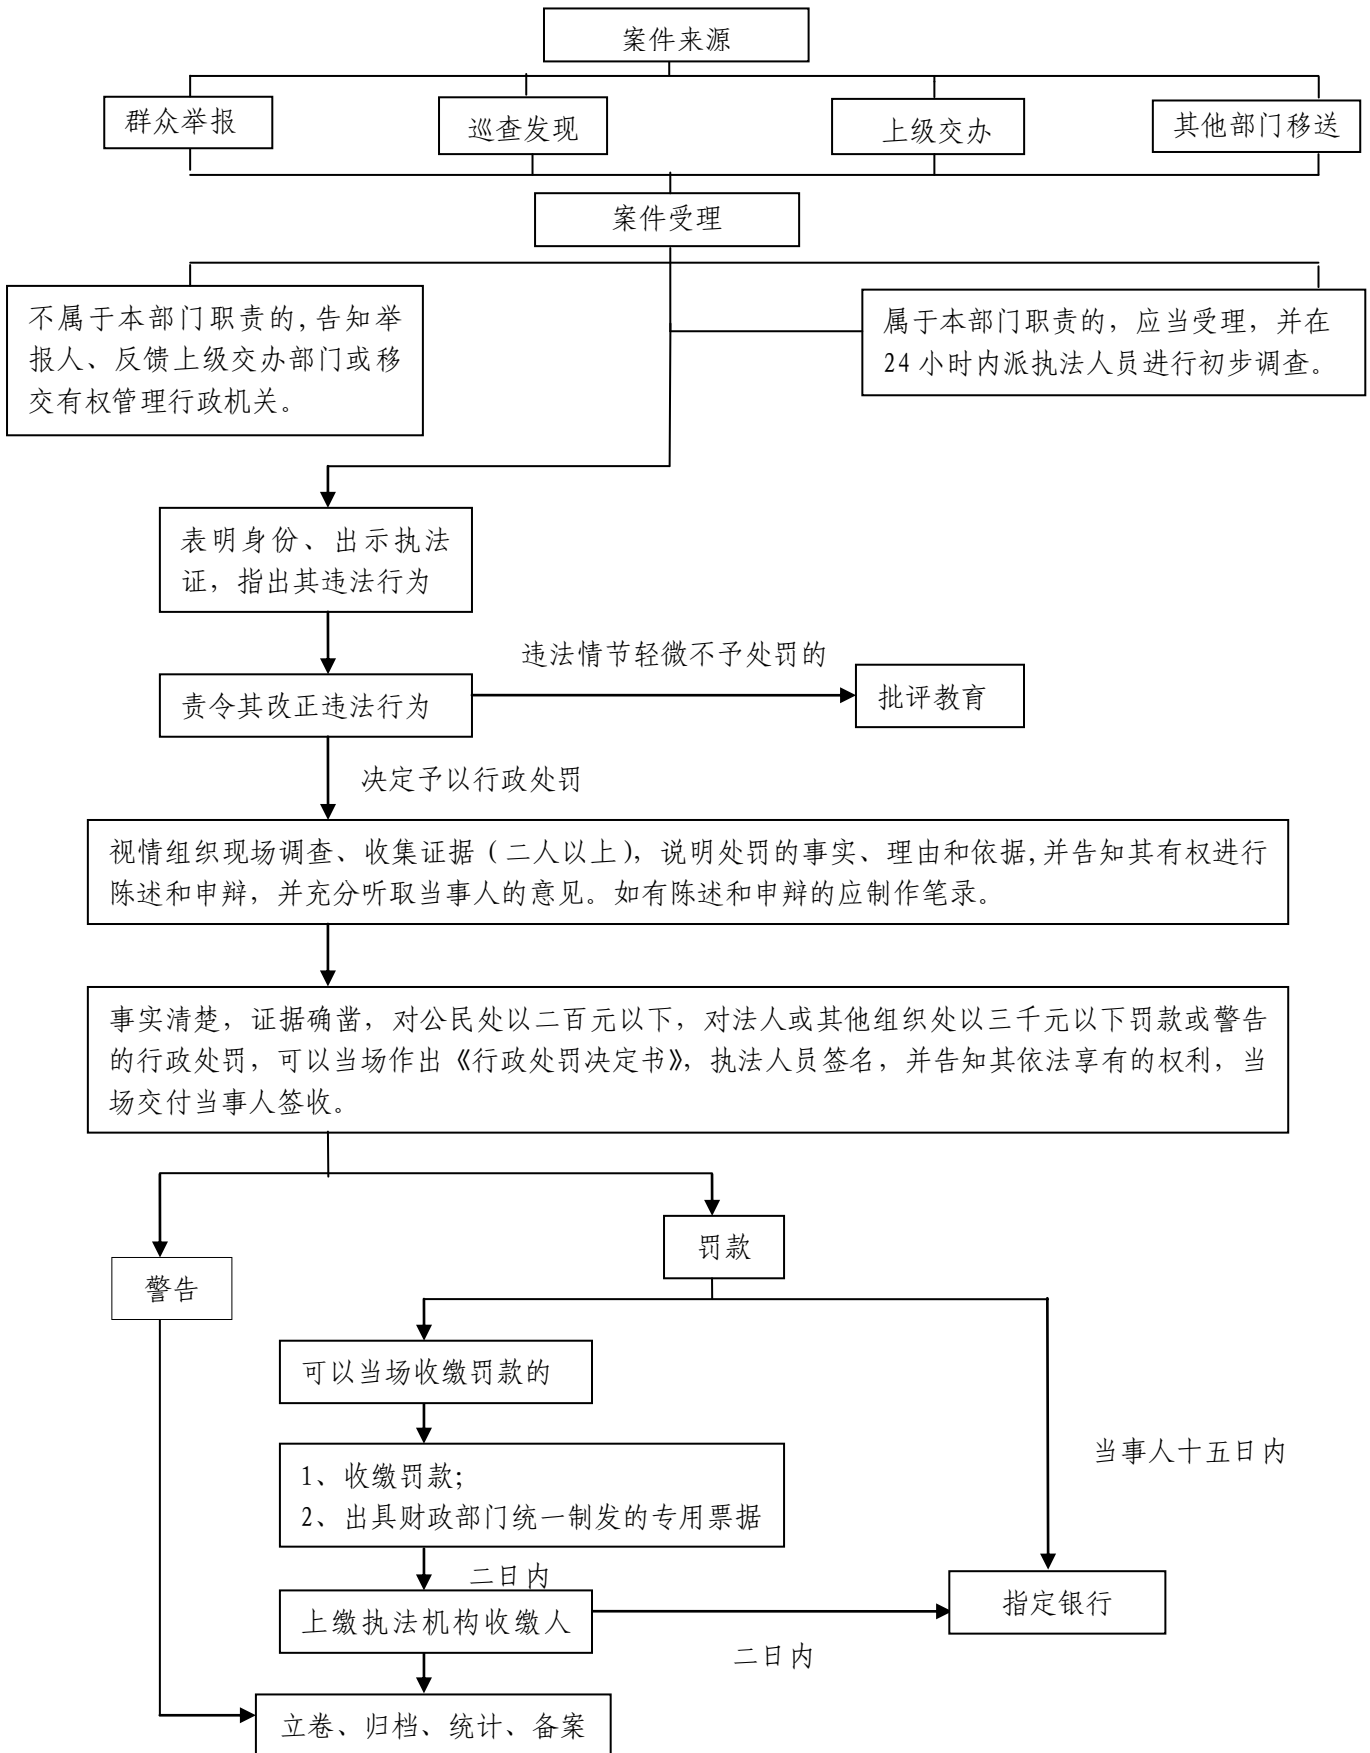 案件来源
群众举报
巡查发现
上级交办
其他部门移送
案件受理
不属于本部门职责的,告知举
报人、反馈上级交办部门或移
交有权管理行政机关。
属于本部门职责的，应当受理，并在
24小时内派执法人员进行初步调查。
表明身份、出示执法
证，指出其违法行为
违法情节轻微不予处罚的
责令其改正违法行为
批评教育
决定予以行政处罚
视情组织现场调查、收集证据（二人以上），说明处罚的事实、理由和依据,并告知其有权进行
陈述和申辩，并充分听取当事人的意见。如有陈述和申辩的应制作笔录。
事实清楚，证据确凿，对公民处以二百元以下，对法人或其他组织处以三千元以下罚款或警告
的行政处罚，可以当场作出《行政处罚决定书》，执法人员签名，并告知其依法享有的权利，当
场交付当事人签收。
罚款
警告
可以当场收缴罚款的
当事人十五日内
1、收缴罚款;
2、出具财政部门统一制发的专用票据
二日内
上缴执法机构收缴人
指定银行
二日内
立卷、归档、统计、备案